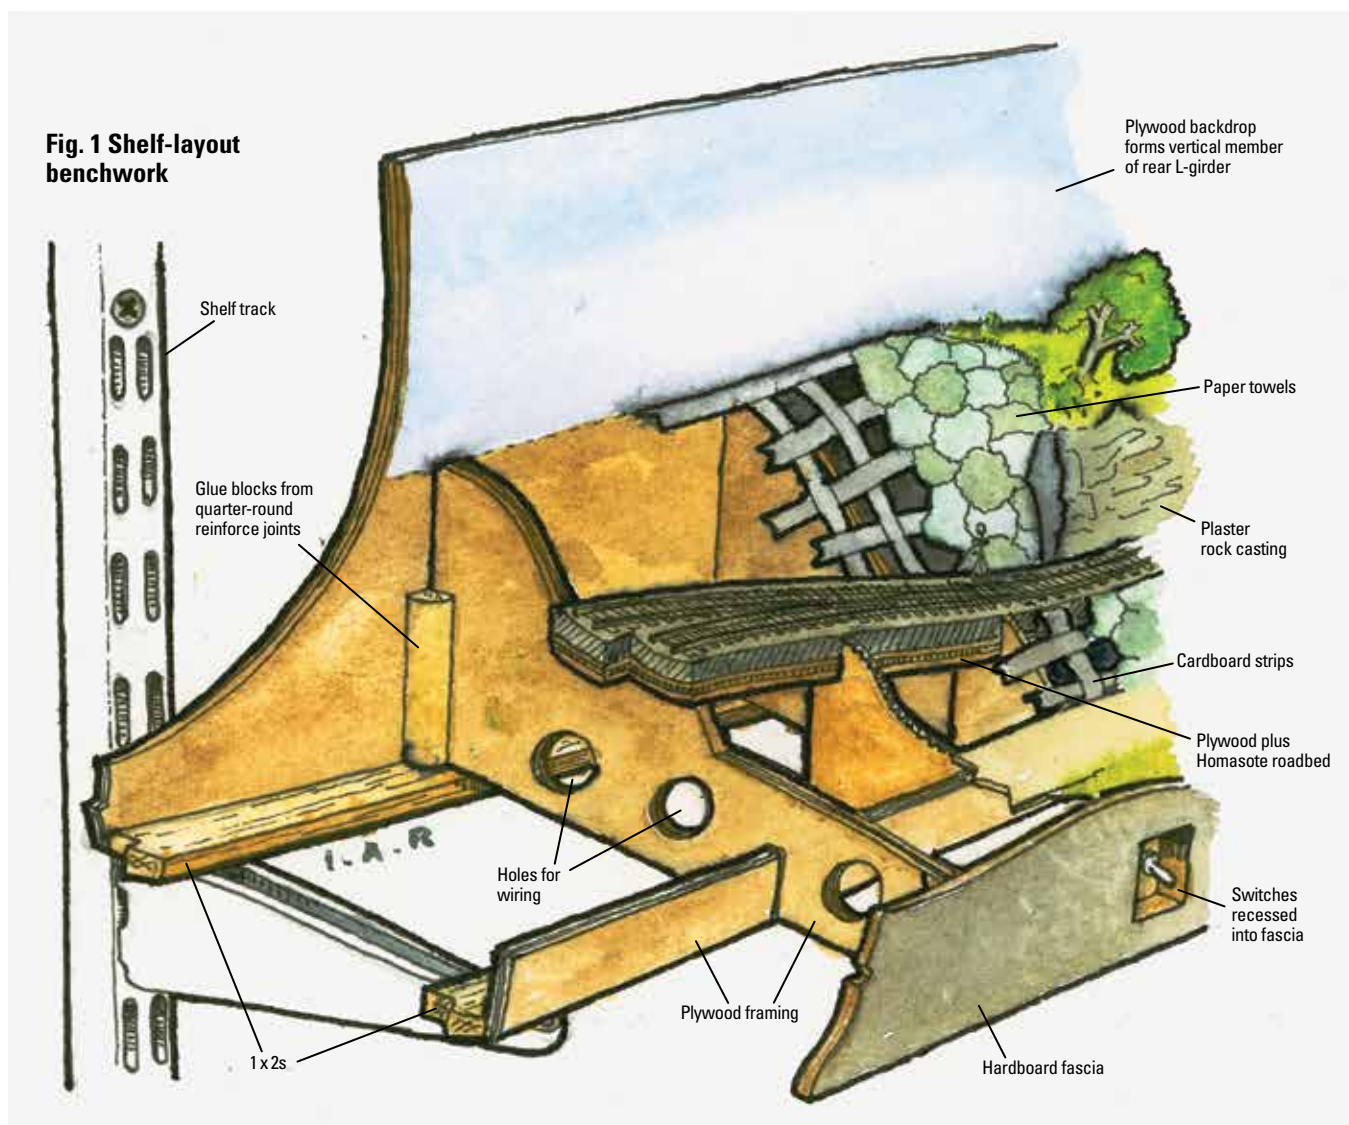 Fig. 1 Shelf-layout
benchwork
Plywood backdrop
forms vertical member
of rear L-girder
Shelf track
Paper towels
Glue blocks from
quarter-round
reinforce joints
Plaster
rock casting
Cardboard strips
Plywood plus
Homasote roadbed
I.A.R
Holes for
wiring
Switches
recessed
into fascia
Plywood framing
1 x 2s
Hardboard fascia